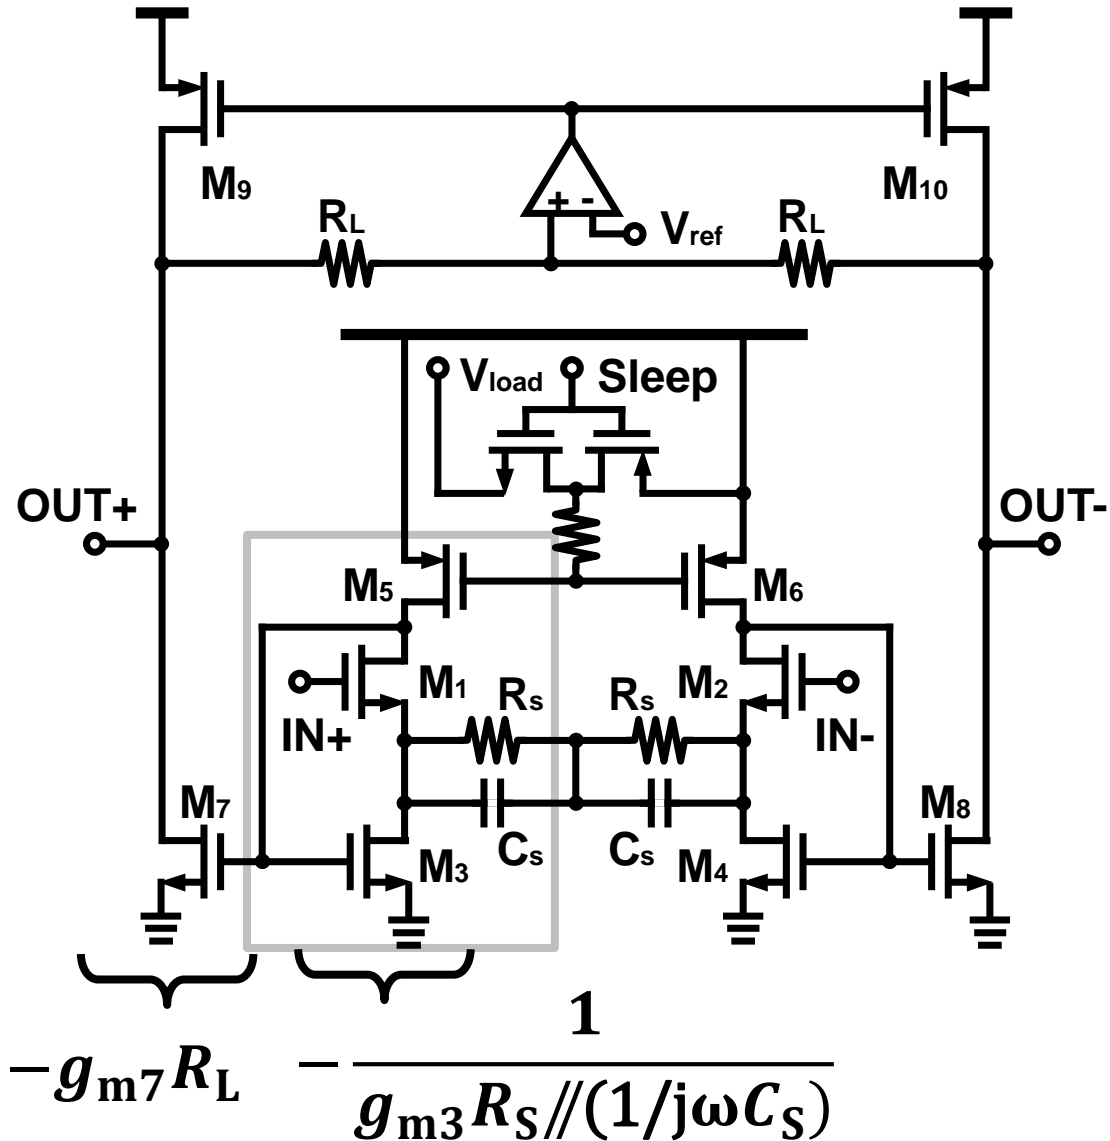 M9
M10
RL
RL
+ -
Vref
Vload
Sleep
OUT+
OUT-
M5
M6
M1
Rs
Rs
M2
IN+
IN-
M7
M8
Cs
Cs
M3
M4
−gm7RL
− 1
gm3RS//(1/jωCS)